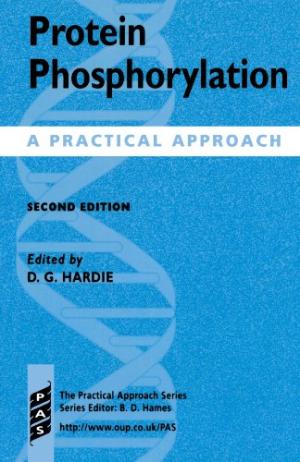 Protein
Phosphorylation
A PRACTICAL APPROACH
SECOND EDITION
Edited by
D. G. HARDIE
PAS
The Practical Approach Series
Series Editor: B. D. Hames
http://www.oup.co.uk/PAS